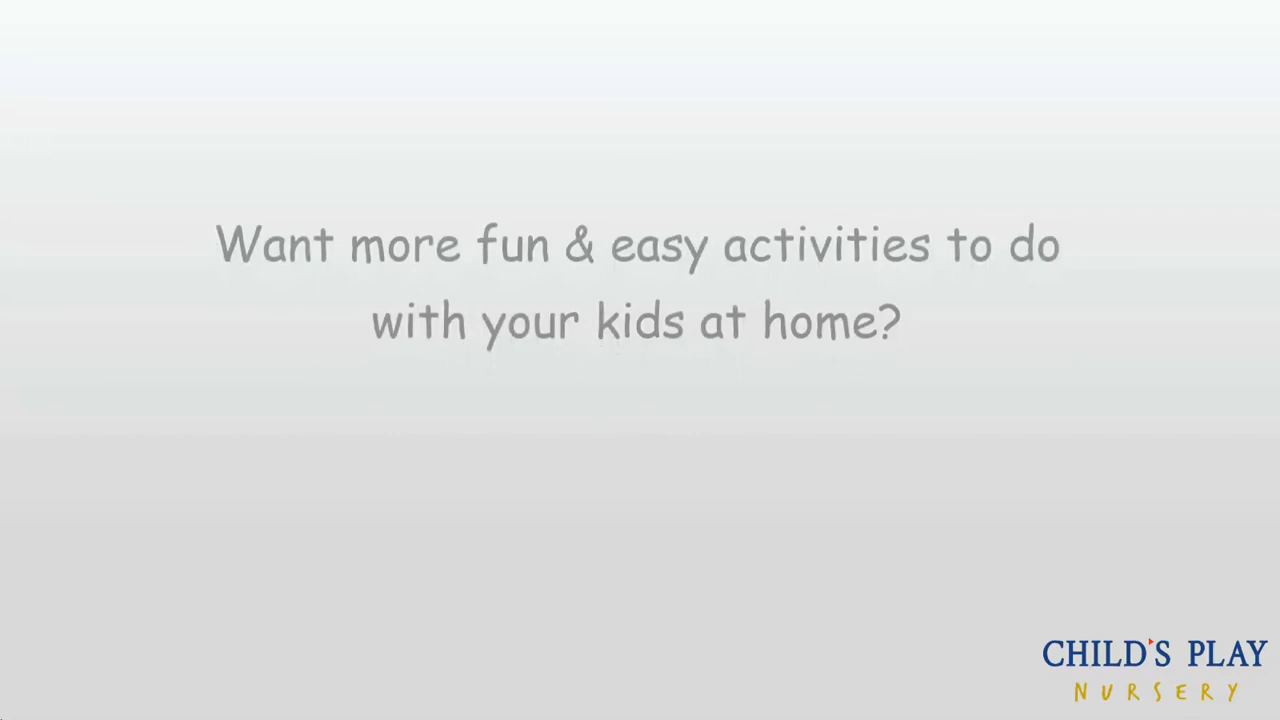 Want more fun & easy activities to do
with your kids at home?
CHILD'S PLAY
NURSERY